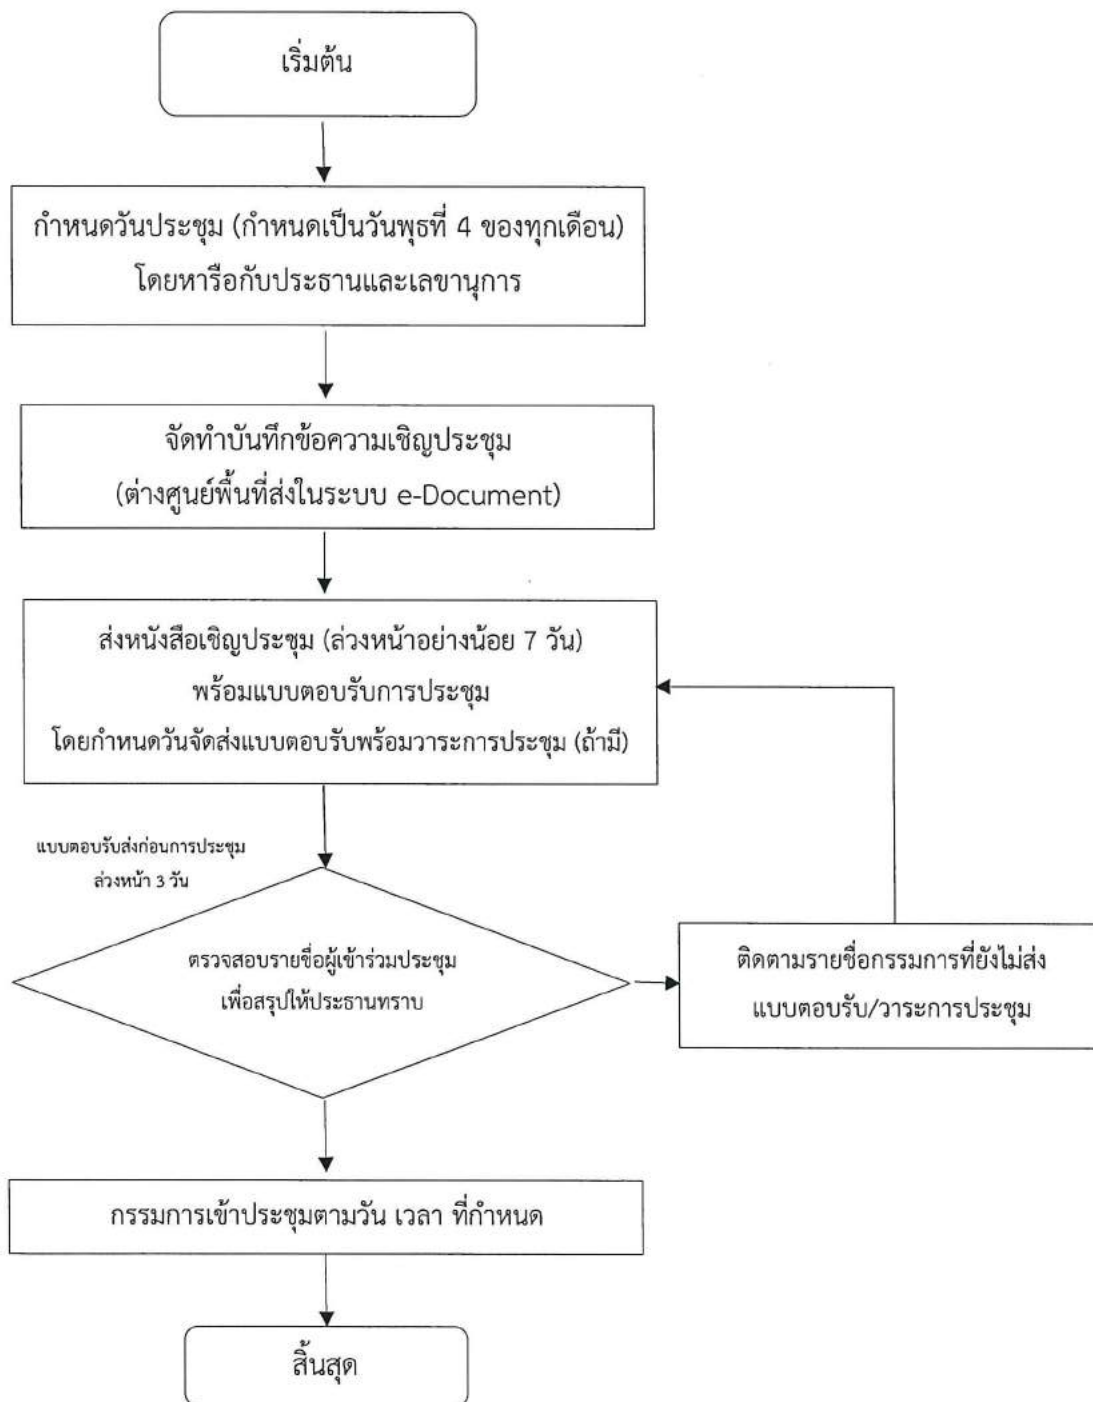 เริ่มต้น
กำหนดวันประชุม (กำหนดเป็นวันพุธที่ 4 ของทุกเดือน)
โดยหารือกับประธานและเลขานุการ
จัดทำบันทึกข้อความเชิญประชุม
(ต่างศูนย์พื้นที่ส่งในระบบ e-Document)
ส่งหนังสือเชิญประชุม (ล่วงหน้าอย่างน้อย 7 วัน)
พร้อมแบบตอบรับการประชุม
โดยกำหนดวันจัดส่งแบบตอบรับพร้อมวาระการประชุม (ถ้ามี)
แบบตอบรับส่งก่อนการประชุม
ล่วงหน้า 3 วัน
ตรวจสอบรายชื่อผู้เข้าร่วมประชุม
เพื่อสรุปให้ประธานทราบ
ติดตามรายชื่อกรรมการที่ยังไม่ส่ง
แบบตอบรับ/วาระการประชุม
กรรมการเข้าประชุมตามวัน เวลา ที่กำหนด
สิ้นสุด